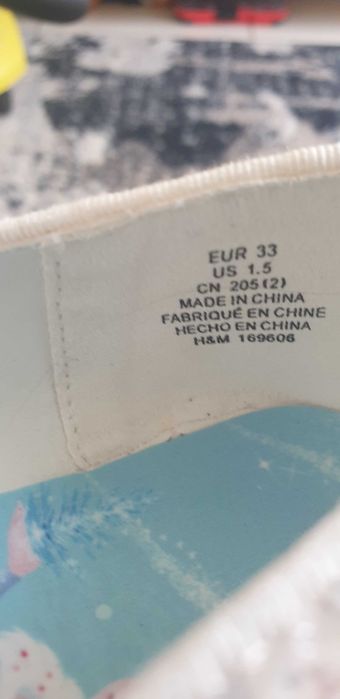 EUR 33
US 1.5
CN 205(2)
MADE IN CHINA
FABRIQUÉ EN CHINE
HECHO EN CHINA
H&M 169606